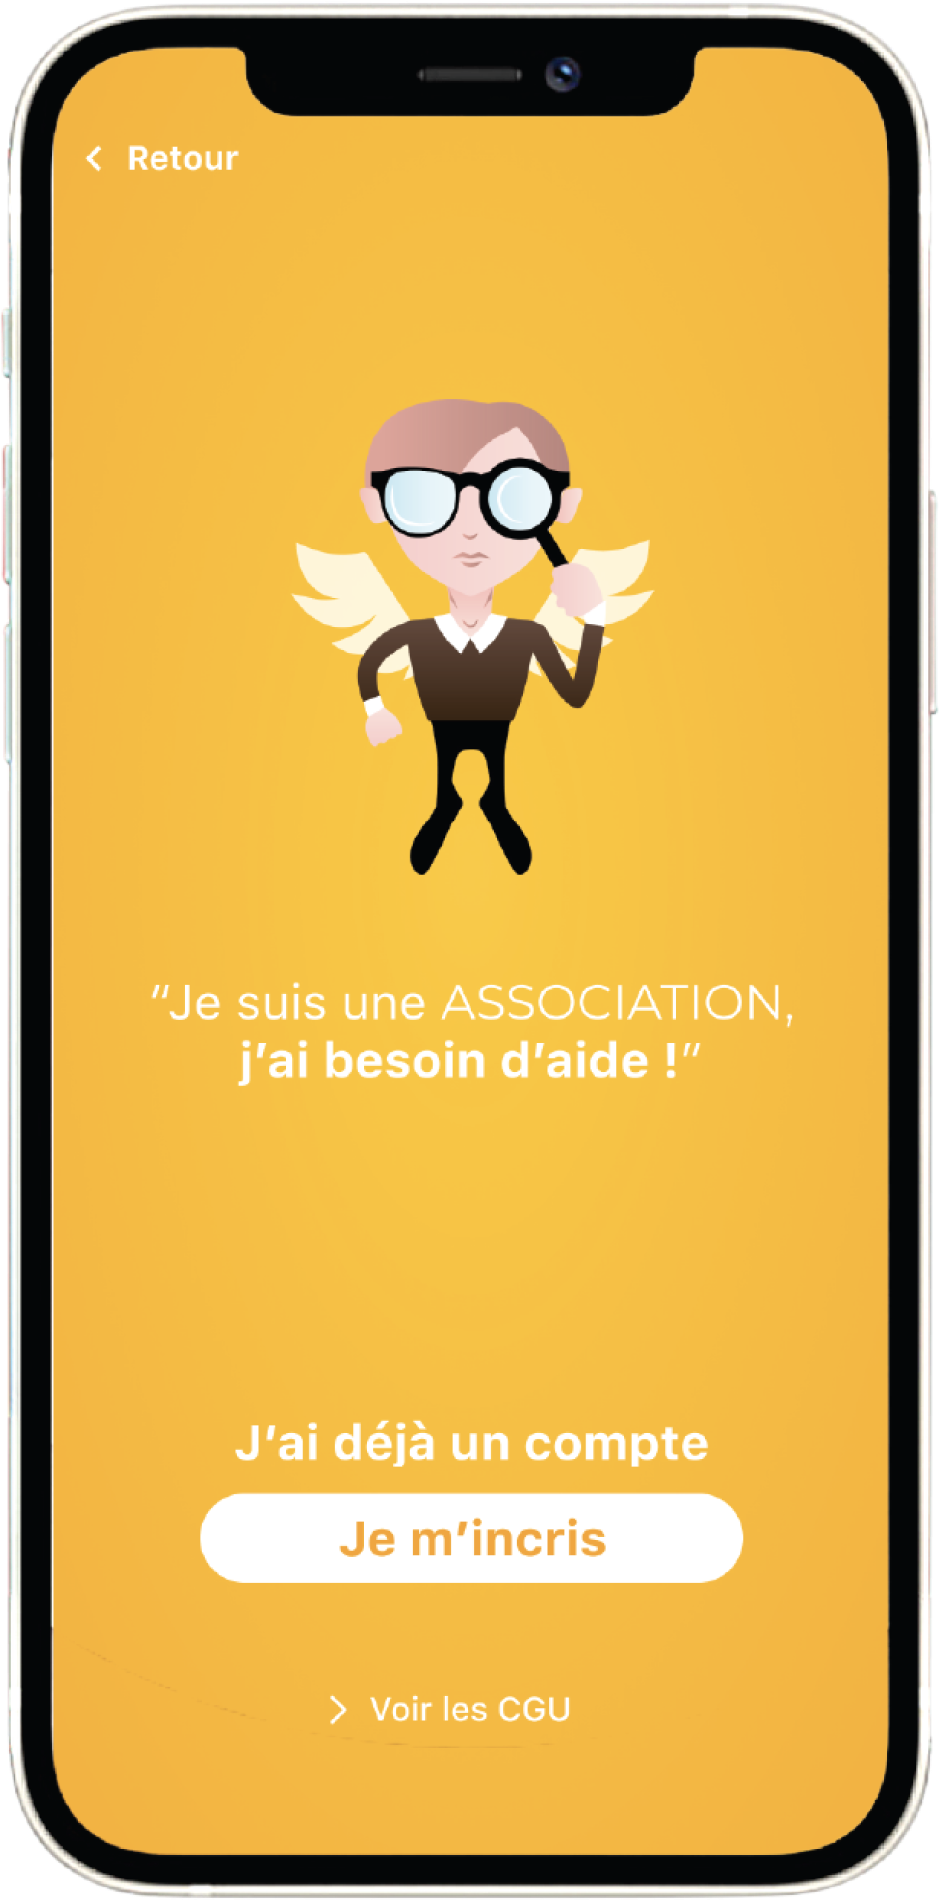 Retour
"Je suis une ASSOCIATION,
j'ai besoin d'aide !"
J'ai déjà un compte
Je m'incris
Voir les CGU